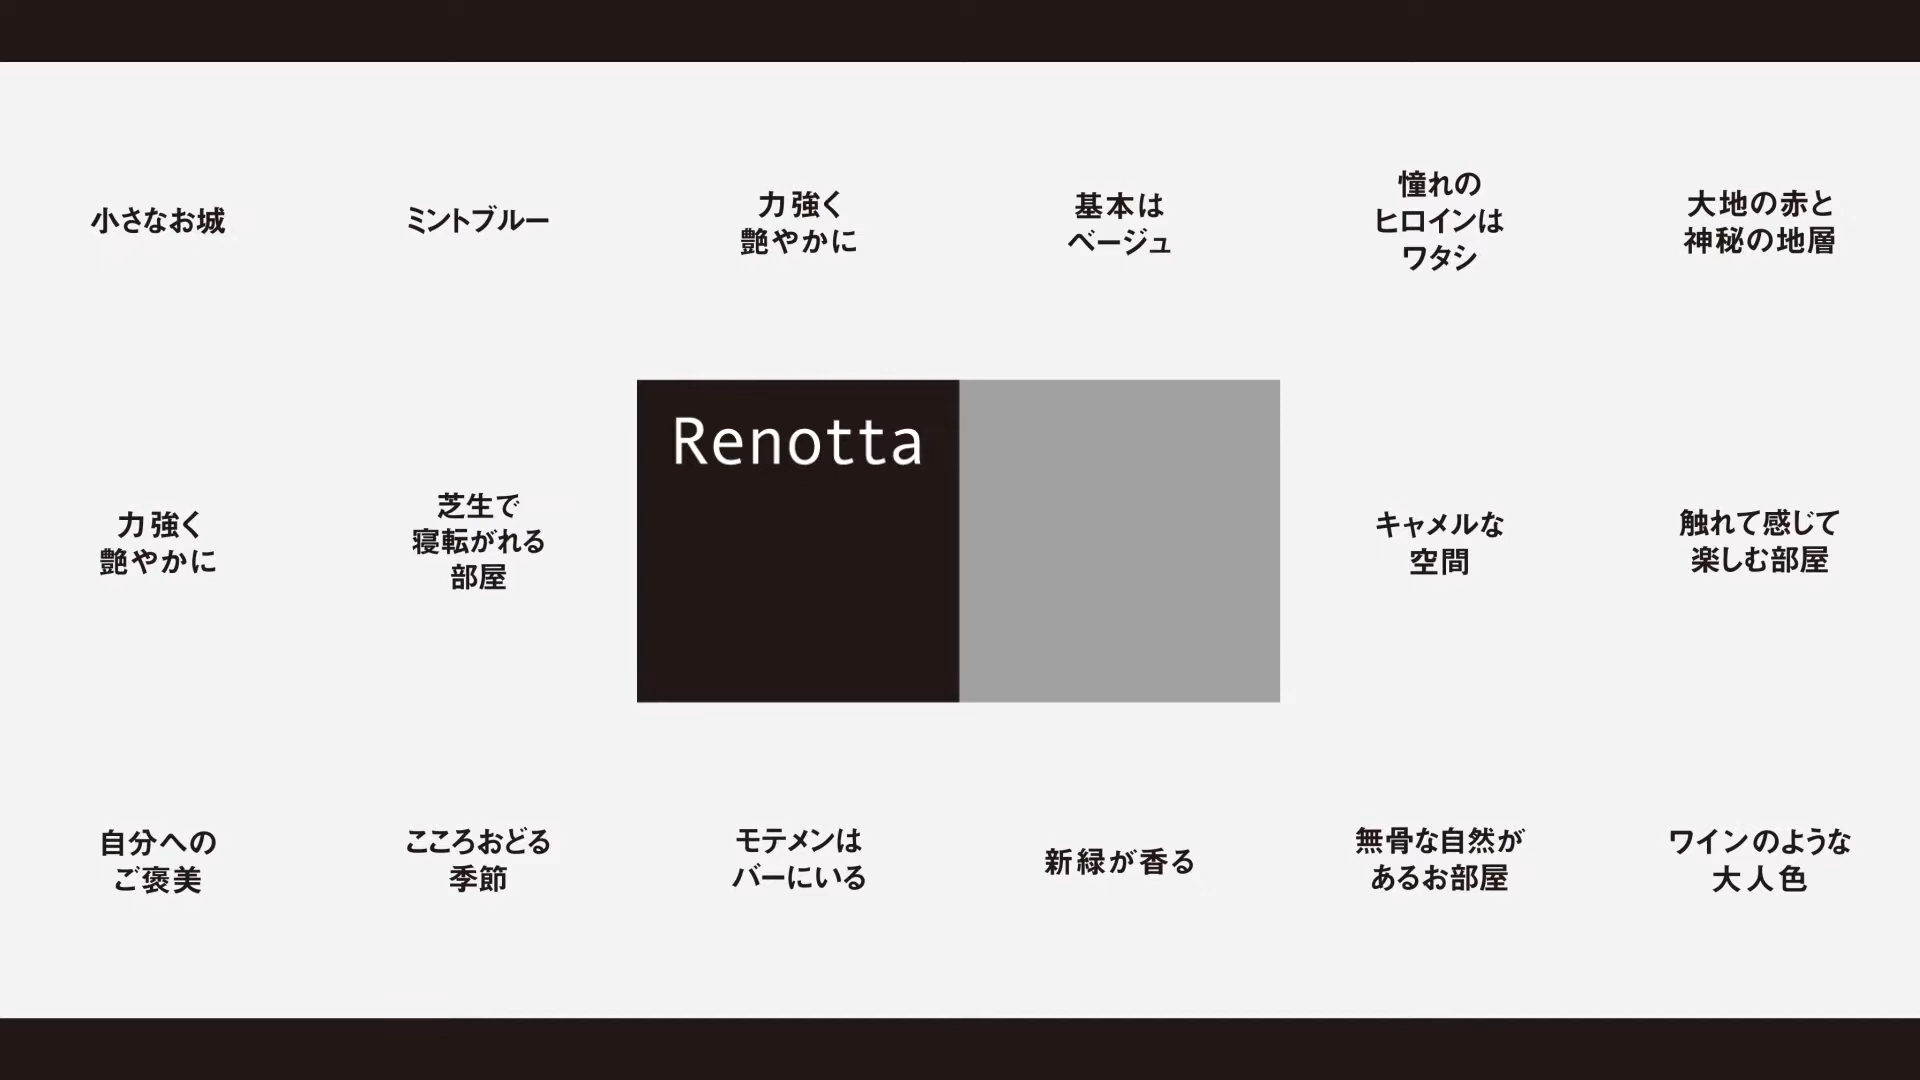 小さなお城
ミントブルー
力強く
艶やかに
基本は
ベージュ
憧れの
ヒロインは
ワタシ
大地の赤と
神秘の地層
力強く
艶やかに
芝生で
寝転がれる
部屋
Renotta
キャメルな
空間
触れて感じて
楽しむ部屋
自分への
ご褒美
こころおどる
季節
モテメンは
バーにいる
新緑が香る
無骨な自然が
あるお部屋
ワインのような
大人色